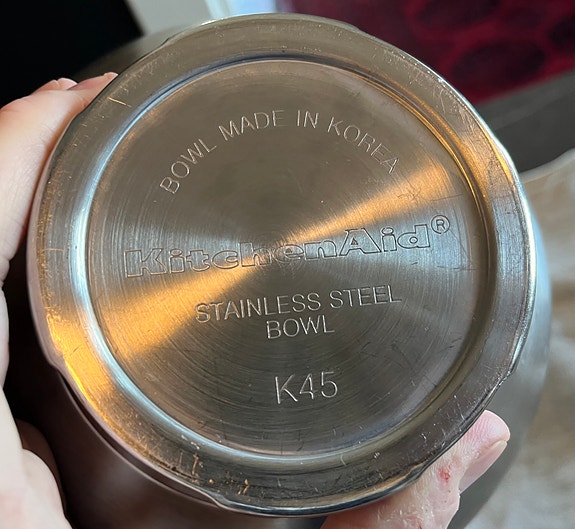 BOWL MADE IN KOREA
KitchenAid®
STAINLESS STEEL
BOWL
K45